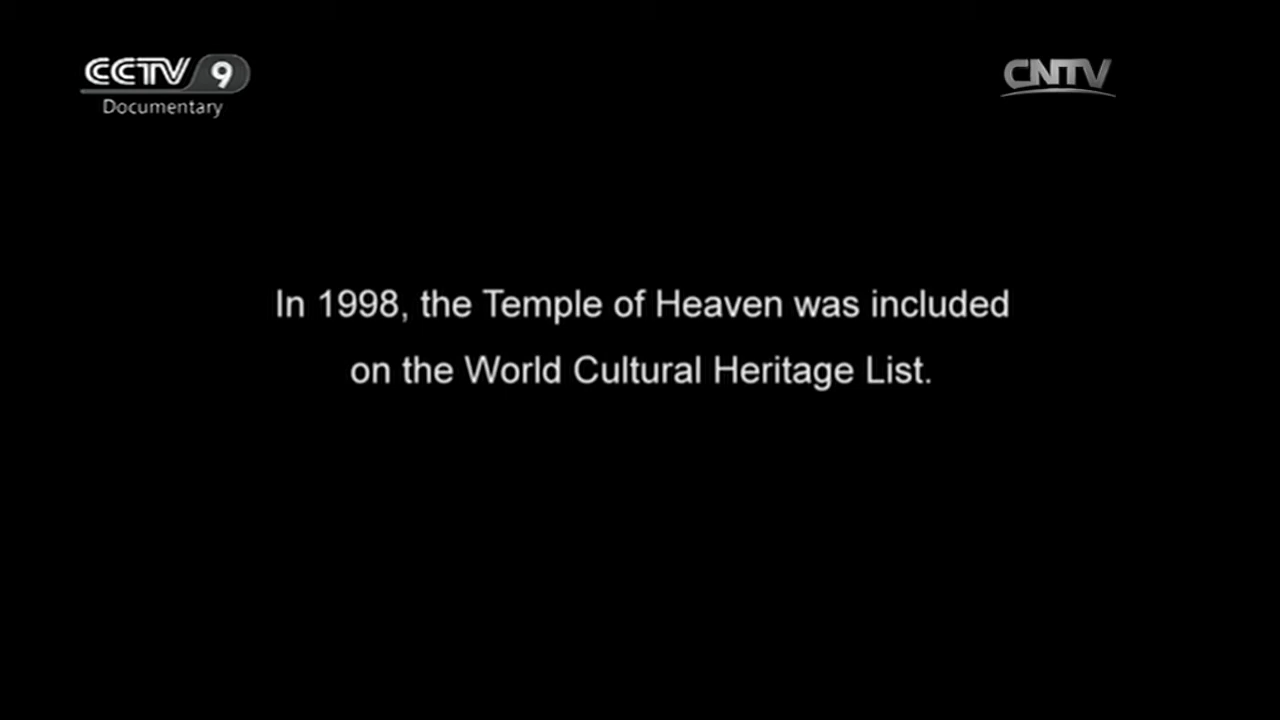 CCTV 9
Documentary
CNTV
In 1998, the Temple of Heaven was included
on the World Cultural Heritage List.